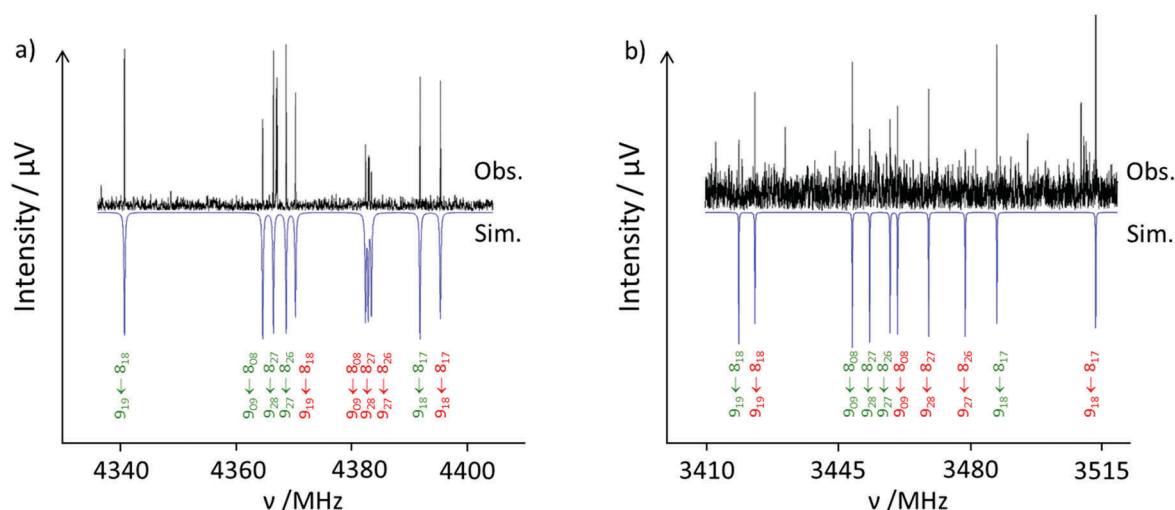 a)
Intensity / µV
Obs.
Sim.
9₁₉ ← 8₁₈
9₀₉ ← 8₀₈
9₂₈ ← 8₂₇
9₂₇ ← 8₂₆
9₁₉ ← 8₁₈
9₀₉ ← 8₀₈
9₂₈ ← 8₂₇
9₂₇ ← 8₂₆
9₁₈ ← 8₁₇
9₁₈ ← 8₁₇
4340 4360 4380 4400
ν /MHz
b)
Intensity / µV
Obs.
Sim.
9₁₉ ← 8₁₈
9₁₉ ← 8₁₈
9₀₉ ← 8₀₈
9₂₈ ← 8₂₇
9₂₇ ← 8₂₆
9₀₉ ← 8₀₈
9₂₈ ← 8₂₇
9₂₇ ← 8₂₆
9₁₈ ← 8₁₇
9₁₈ ← 8₁₇
3410 3445 3480 3515
ν /MHz